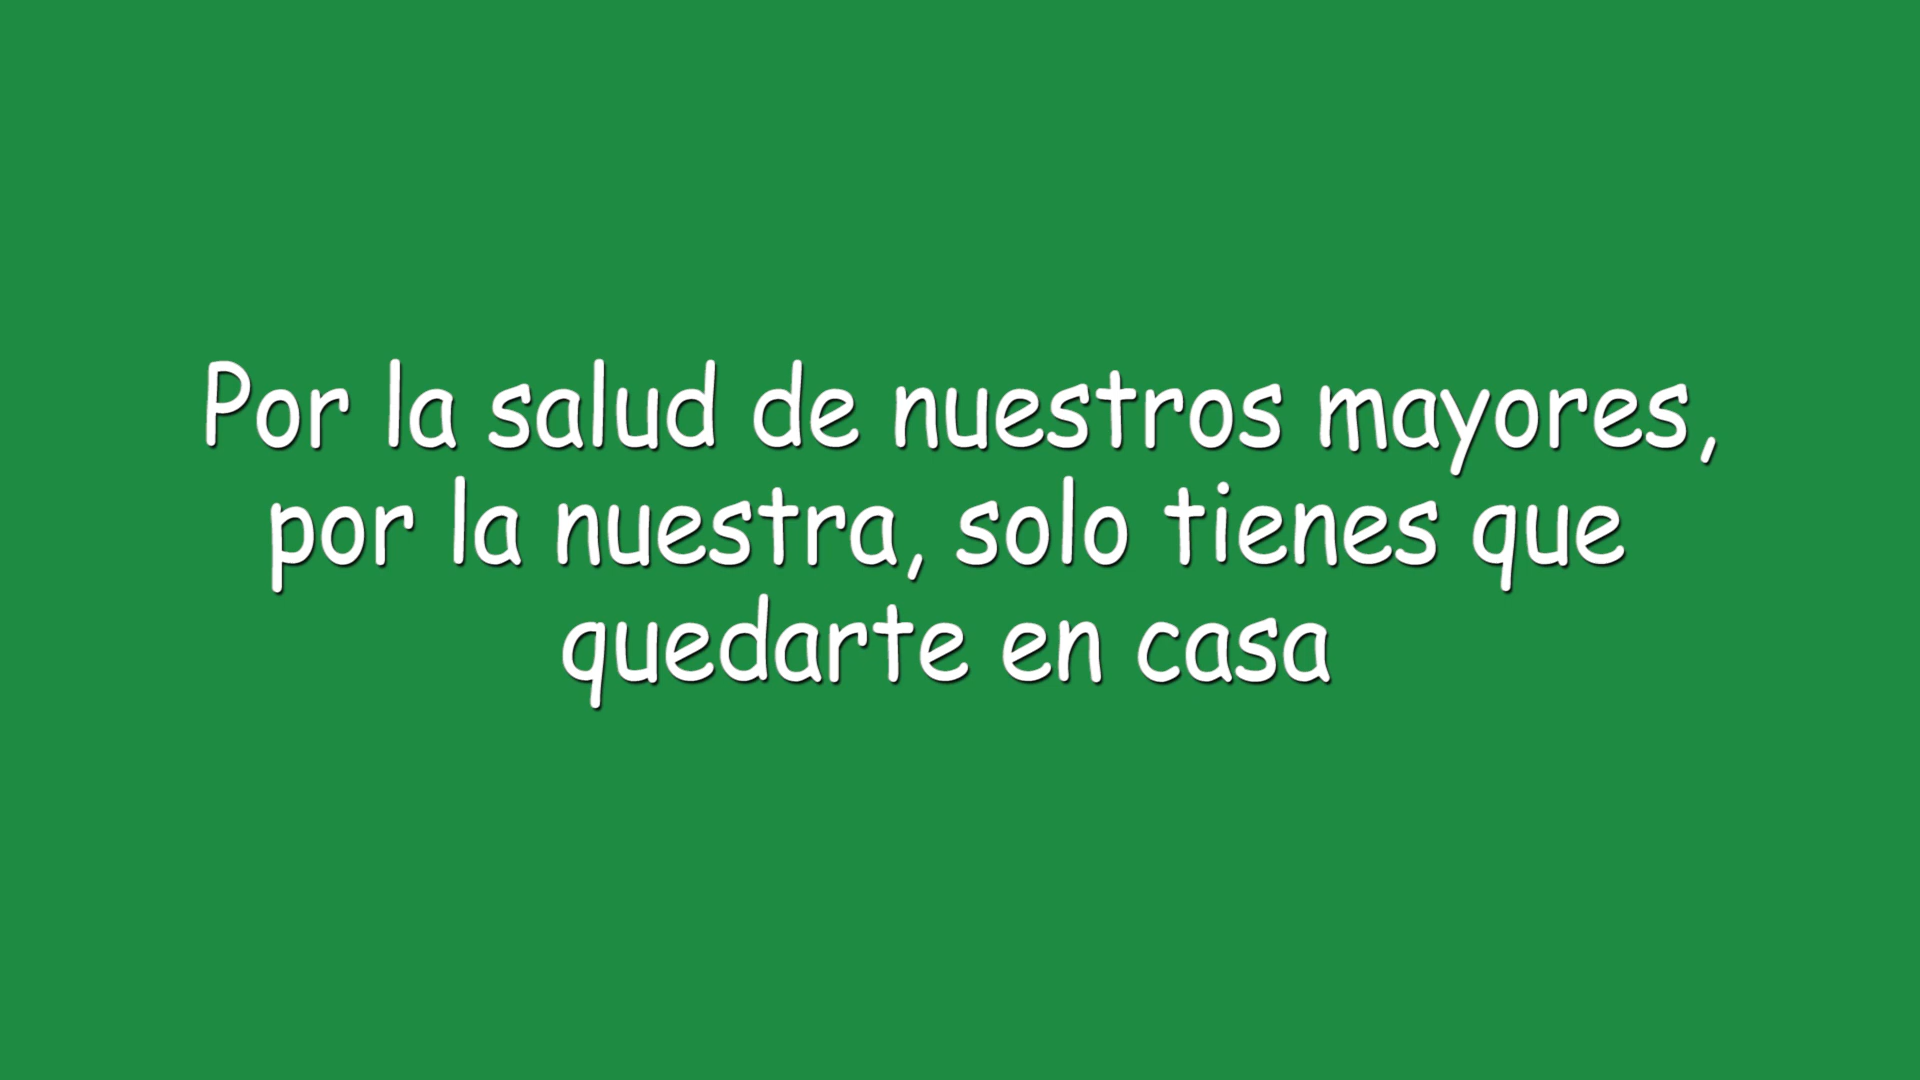 Por la salud de nuestros mayores,
por la nuestra, solo tienes que
quedarte en casa